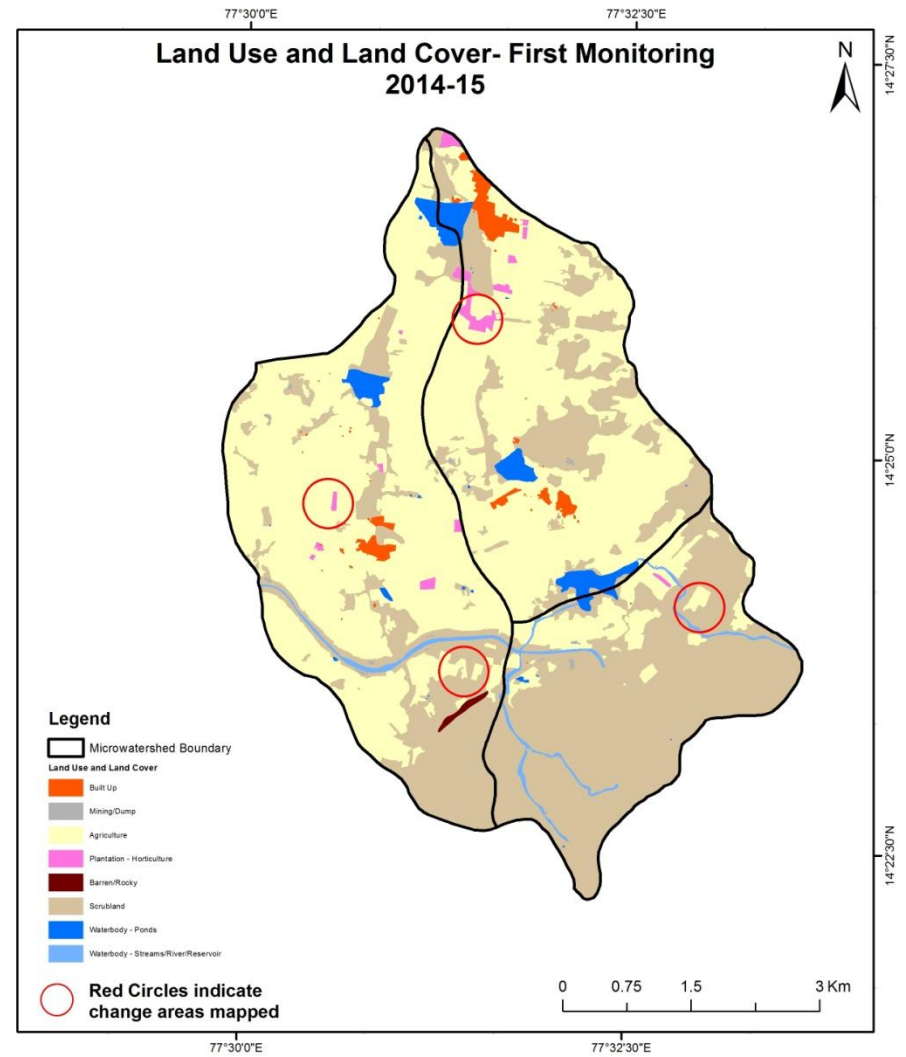 77°30'0"E
77°32'30"E
Land Use and Land Cover- First Monitoring
2014-15
N
14°27'30"N
14°25'0"N
14°22'30"N
Legend
Microwatershed Boundary
Land Use and Land Cover
Built Up
Mining/Dump
Agriculture
Plantation - Horticulture
Barren/Rocky
Scrubland
Waterbody - Ponds
Waterbody - Streams/River/Reservoir
Red Circles indicate
change areas mapped
0 0.75 1.5 3 Km
77°30'0"E
77°32'30"E